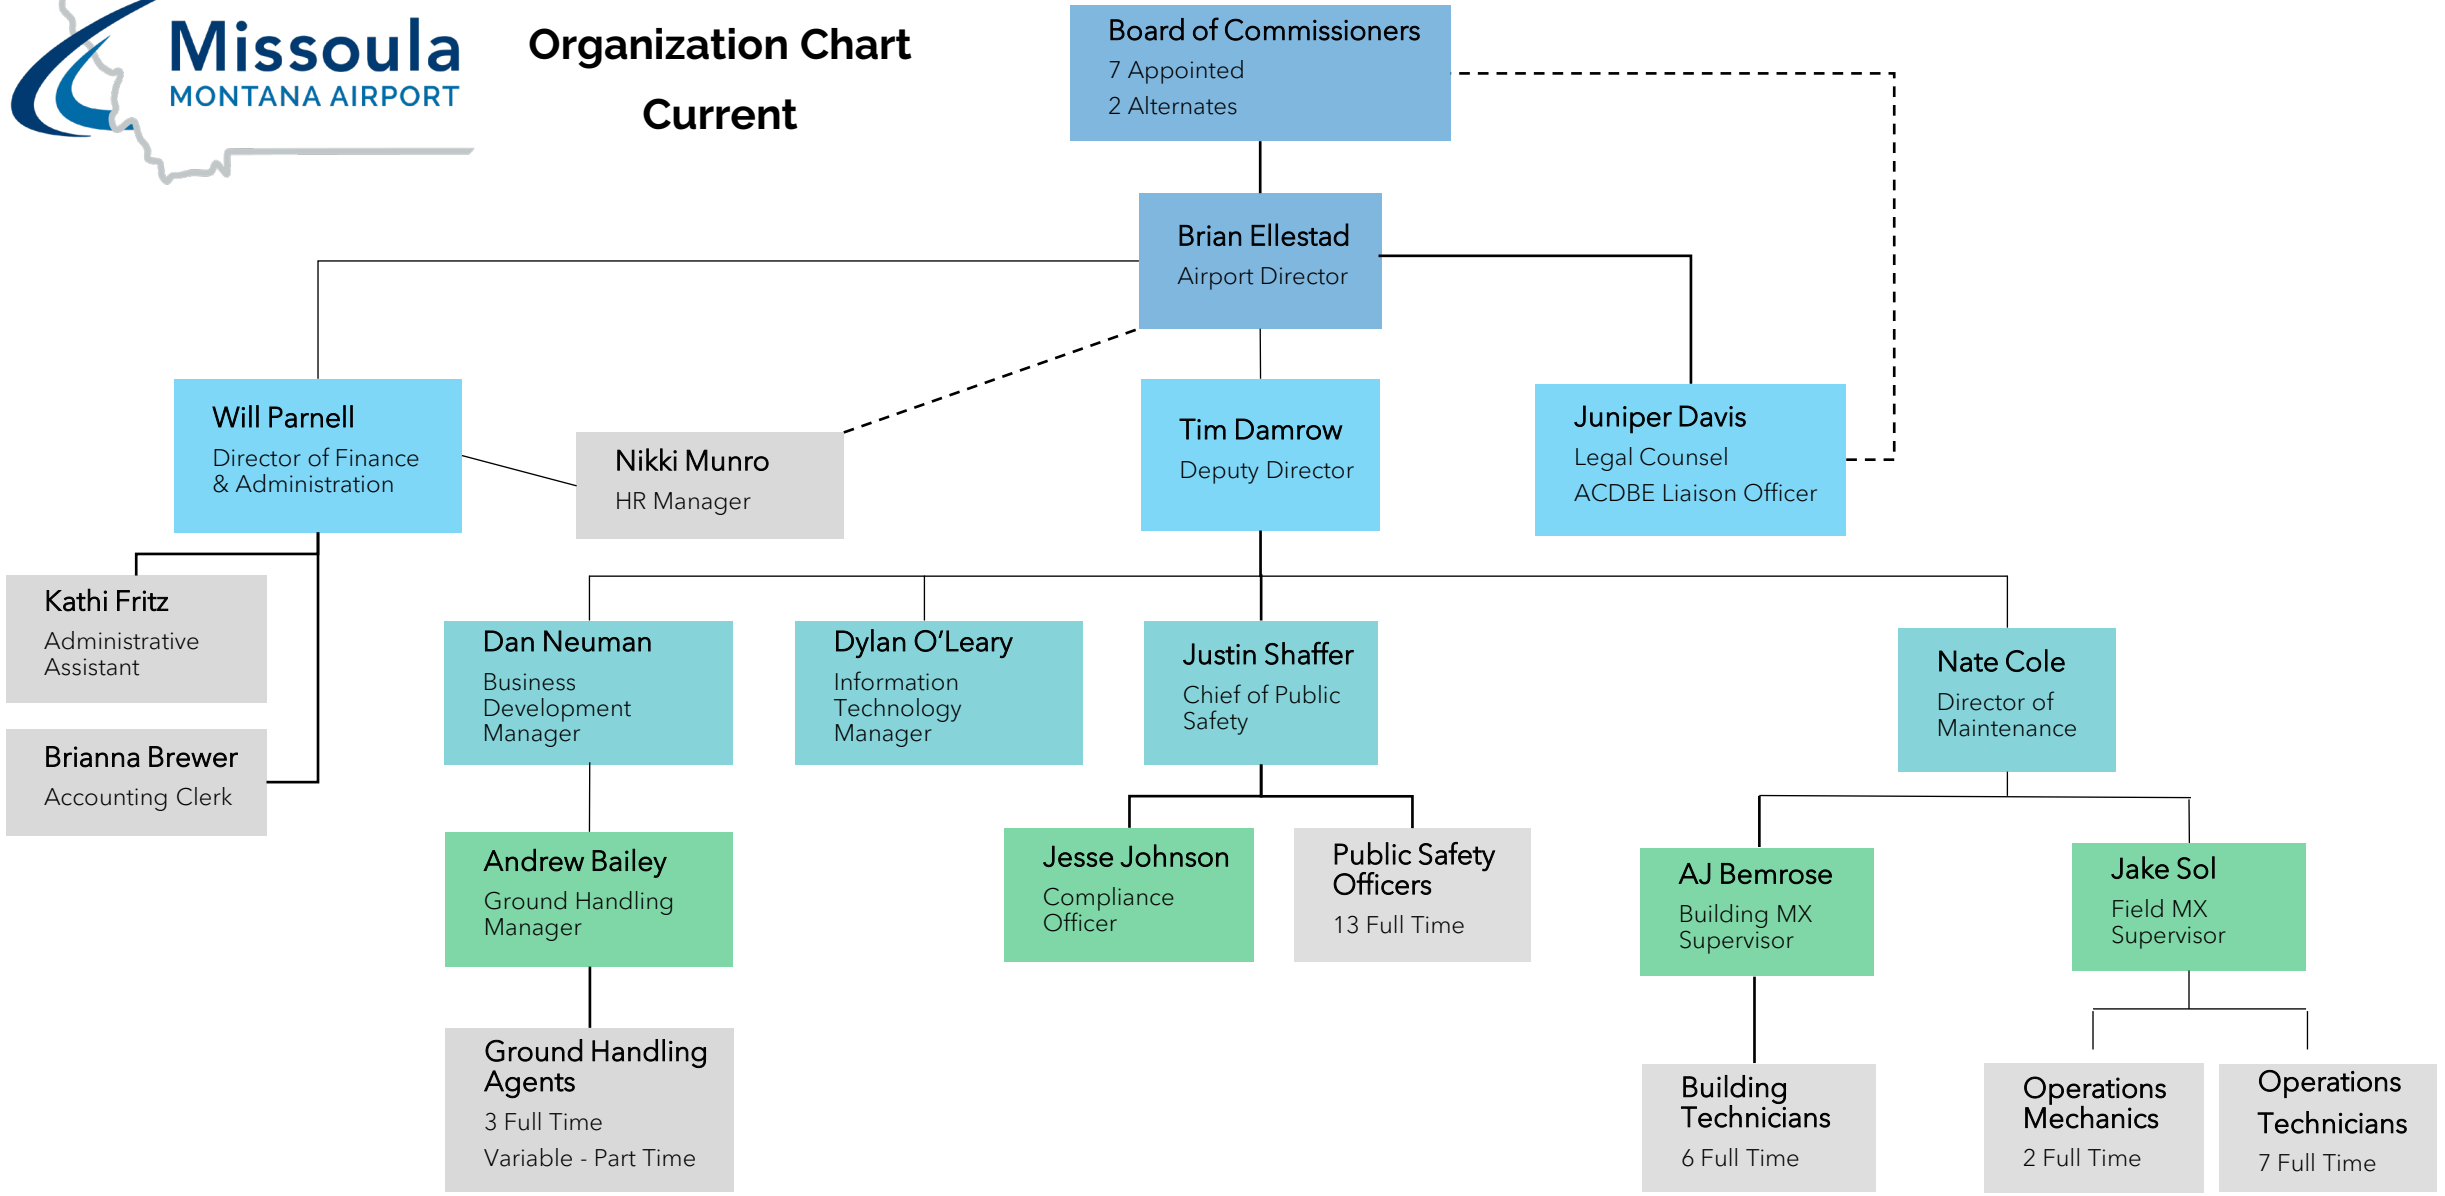 Missoula
MONTANA AIRPORT
Organization Chart
Current
Board of Commissioners
7 Appointed
2 Alternates
Brian Ellestad
Airport Director
Will Parnell
Director of Finance
& Administration
Nikki Munro
HR Manager
Tim Damrow
Deputy Director
Juniper Davis
Legal Counsel
ACDBE Liaison Officer
Kathi Fritz
Administrative
Assistant
Brianna Brewer
Accounting Clerk
Dan Neuman
Business
Development
Manager
Dylan O’Leary
Information
Technology
Manager
Justin Shaffer
Chief of Public
Safety
Nate Cole
Director of
Maintenance
Andrew Bailey
Ground Handling
Manager
Jesse Johnson
Compliance
Officer
Public Safety
Officers
13 Full Time
AJ Bemrose
Building MX
Supervisor
Jake Sol
Field MX
Supervisor
Ground Handling
Agents
3 Full Time
Variable - Part Time
Building
Technicians
6 Full Time
Operations
Mechanics
2 Full Time
Operations
Technicians
7 Full Time